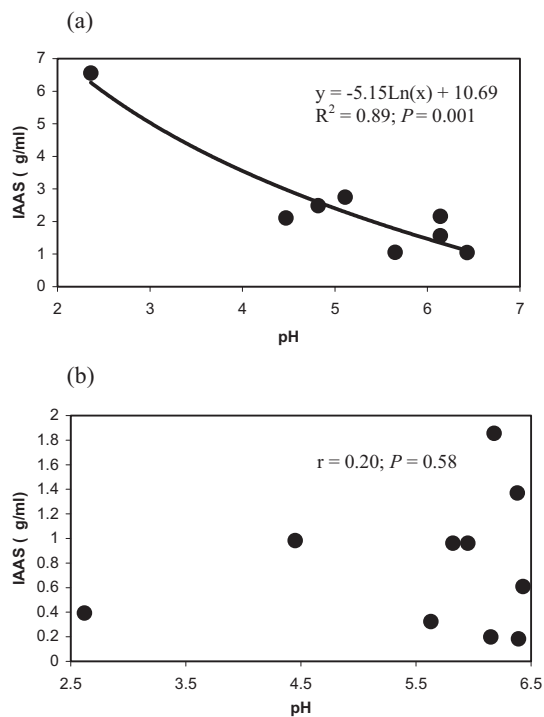 (a)
7
6
5
4
3
2
1
0
IAAS ( g/ml)
y = -5.15Ln(x) + 10.69
R² = 0.89; P = 0.001
2 3 4 5 6 7
pH
(b)
2
1.8
1.6
1.4
1.2
1
0.8
0.6
0.4
0.2
0
IAAS ( g/ml)
r = 0.20; P = 0.58
2.5 3.5 4.5 5.5 6.5
pH